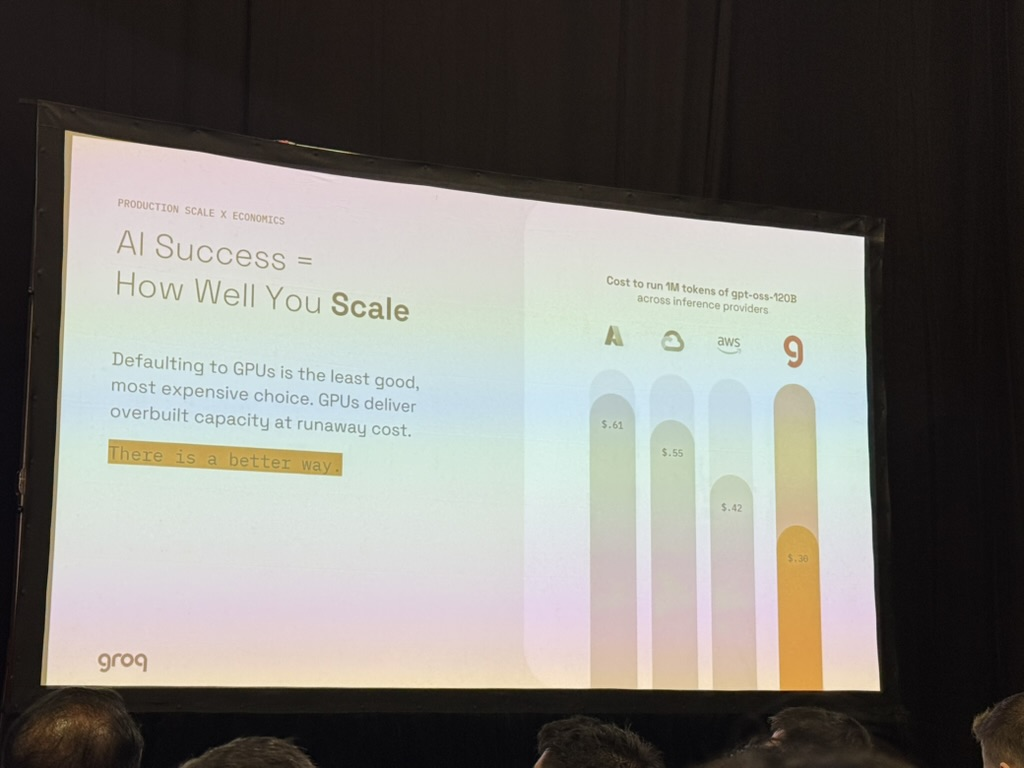 PRODUCTION SCALE X ECONOMICS
AI Success =
How Well You Scale
Defaulting to GPUs is the least good,
most expensive choice. GPUs deliver
overbuilt capacity at runaway cost.
There is a better way.
groq
Cost to run 1M tokens of gpt-oss-120B
across inference providers
aws
g
$.61
$.55
$.42
$.30